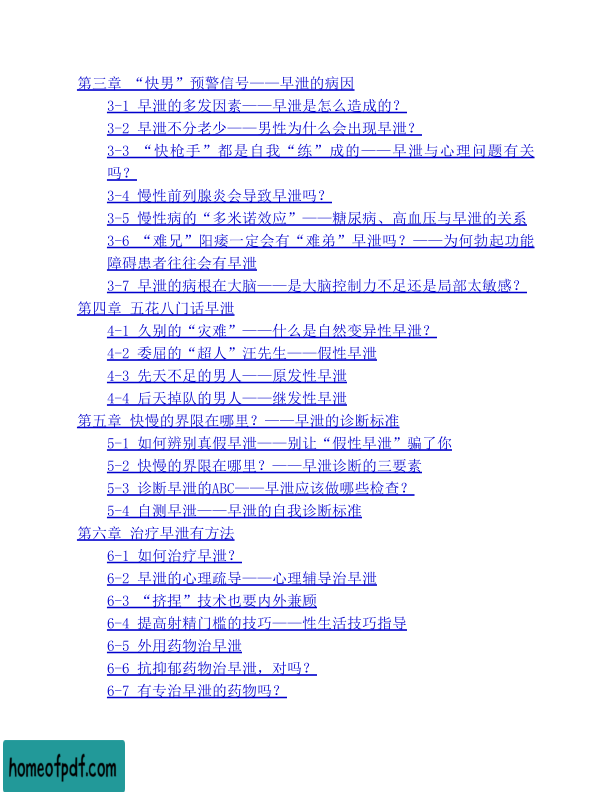 第三章 “快男”预警信号——早泄的病因
3-1 早泄的多发因素——早泄是怎么造成的？
3-2 早泄不分老少——男性为什么会出现早泄？
3-3 “快枪手”都是自我“练”成的——早泄与心理问题有关
吗？
3-4 慢性前列腺炎会导致早泄吗？
3-5 慢性病的“多米诺效应”——糖尿病、高血压与早泄的关系
3-6 “难兄”阳痿一定会有“难弟”早泄吗？——为何勃起功能
障碍患者往往会有早泄
3-7 早泄的病根在大脑——是大脑控制力不足还是局部太敏感？
第四章 五花八门话早泄
4-1 久别的“灾难”——什么是自然变异性早泄？
4-2 委屈的“超人”汪先生——假性早泄
4-3 先天不足的男人——原发性早泄
4-4 后天掉队的男人——继发性早泄
第五章 快慢的界限在哪里？——早泄的诊断标准
5-1 如何辨别真假早泄——别让“假性早泄”骗了你
5-2 快慢的界限在哪里？——早泄诊断的三要素
5-3 诊断早泄的ABC——早泄应该做哪些检查？
5-4 自测早泄——早泄的自我诊断标准
第六章 治疗早泄有方法
6-1 如何治疗早泄？
6-2 早泄的心理疏导——心理辅导治早泄
6-3 “挤捏”技术也要内外兼顾
6-4 提高射精门槛的技巧——性生活技巧指导
6-5 外用药物治早泄
6-6 抗抑郁药物治早泄，对吗？
6-7 有专治早泄的药物吗？
homeofpdf.com